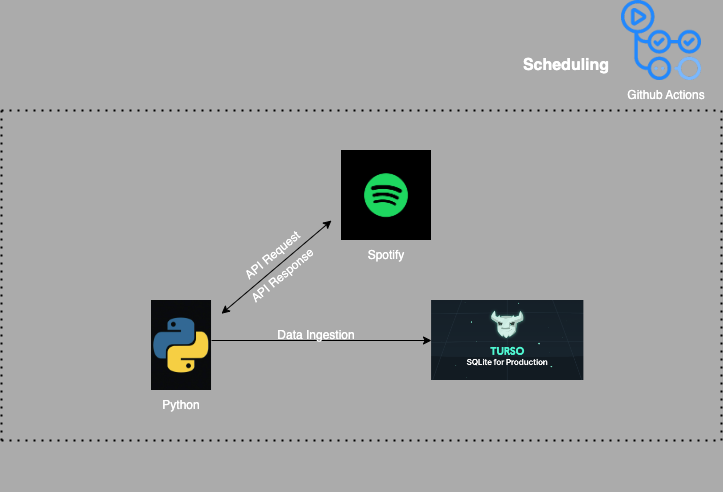 Scheduling
Github Actions
Spotify
API Request
API Response
Data Ingestion
TURSO
SQLite for Production
Python